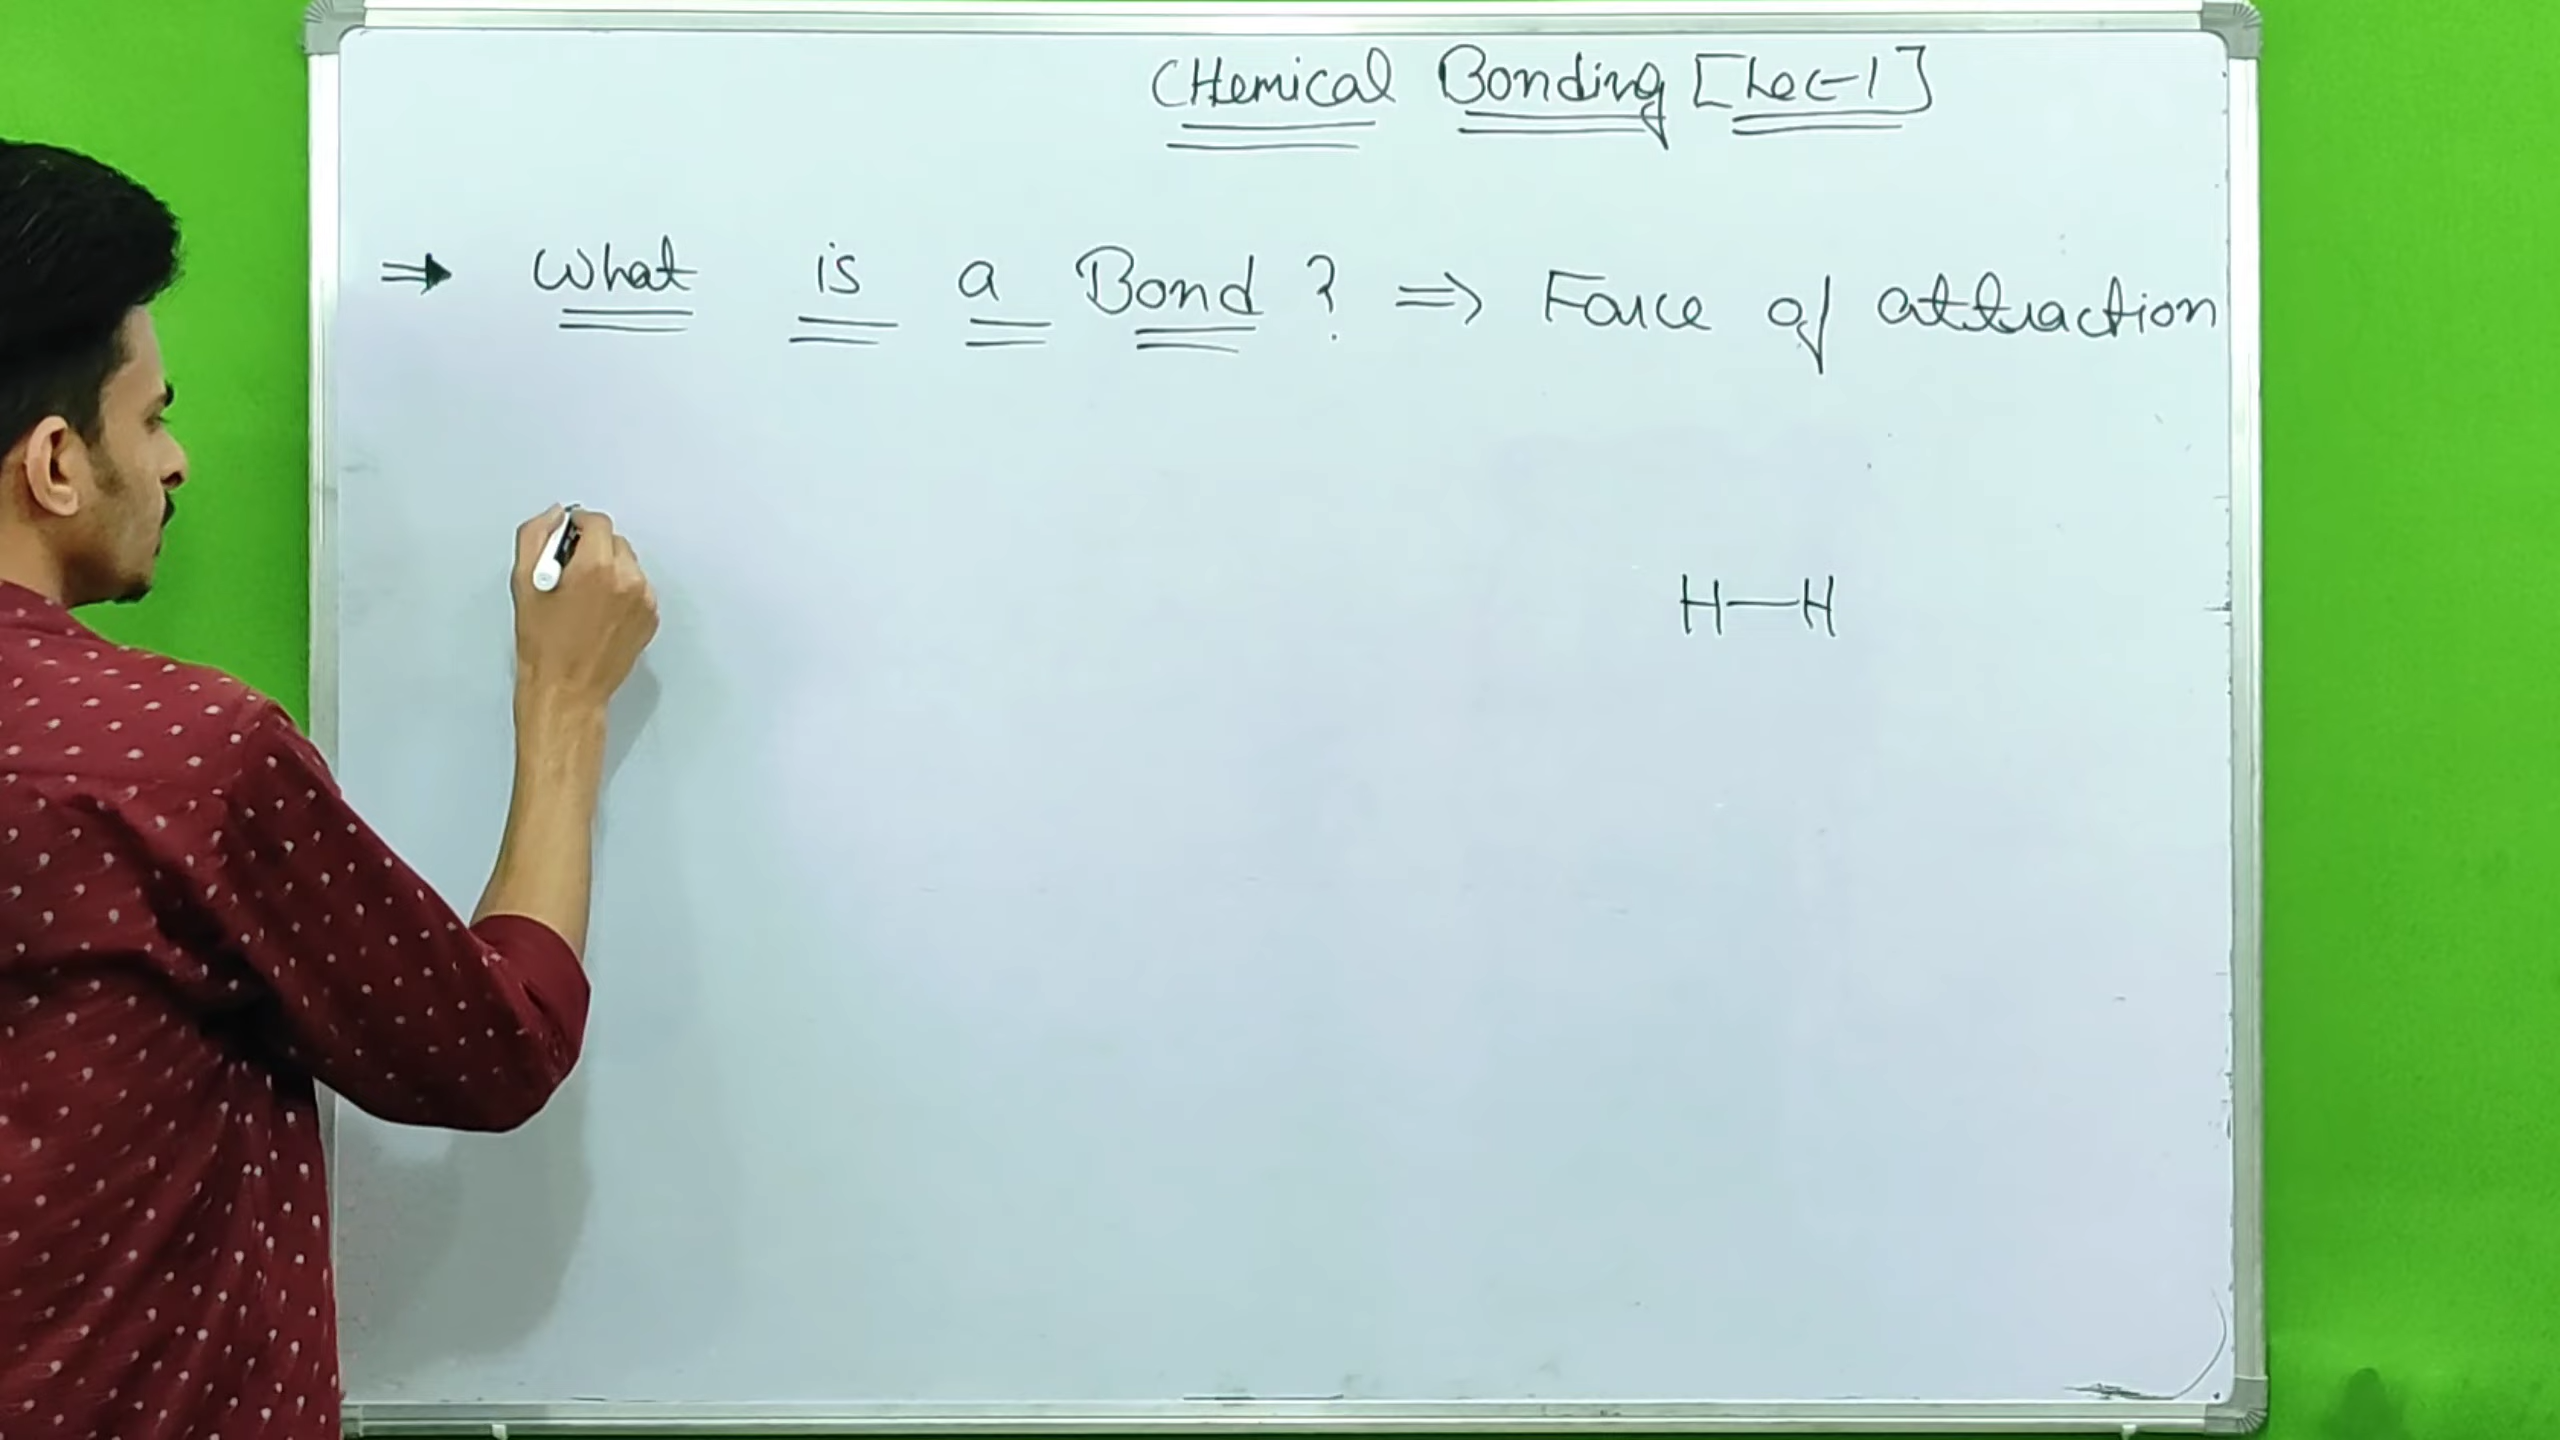 CHemical Bonding [Lec-1]
⇒ What is a Bond ? ⇒ Force of attraction
H—H